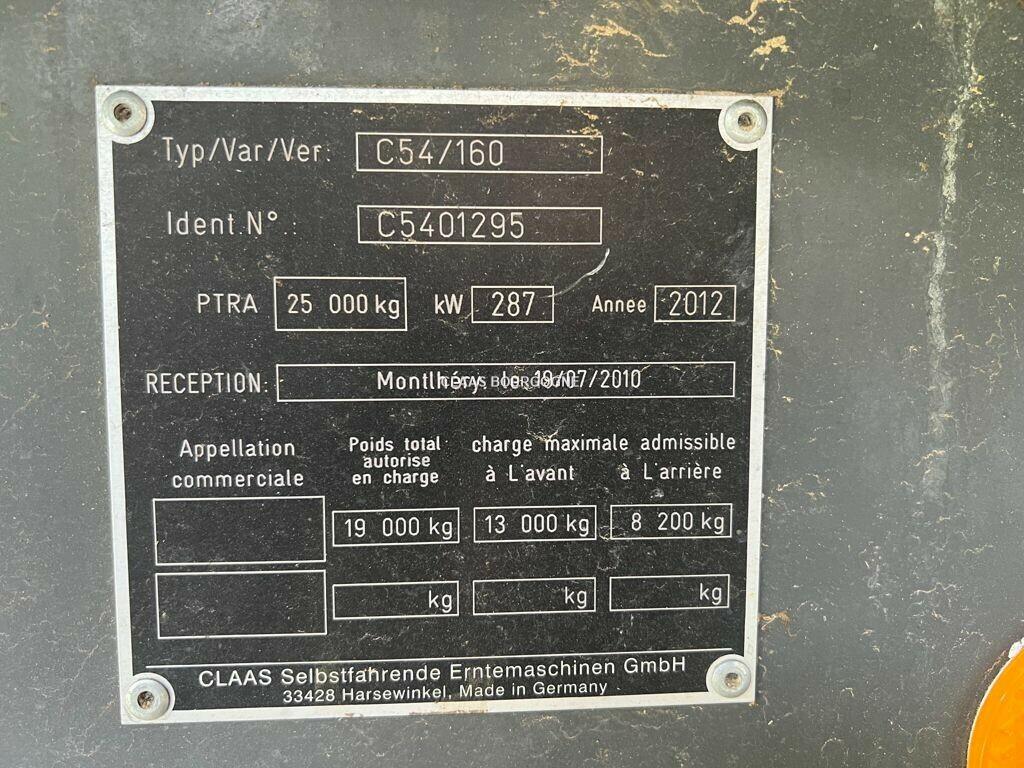 Typ/Var/Ver: C54/160
Ident.N° .: C5401295
PTRA 25 000 kg kW 287 Annee 2012
RECEPTION: Montlhéry le 19/07/2010
CLAAS BOURGOGNE
Appellation commerciale
Poids total autorise en charge
charge maximale admissible
à L'avant à L'arrière
19 000 kg 13 000 kg 8 200 kg
kg kg kg
CLAAS Selbstfahrende Erntemaschinen GmbH
33428 Harsewinkel, Made in Germany